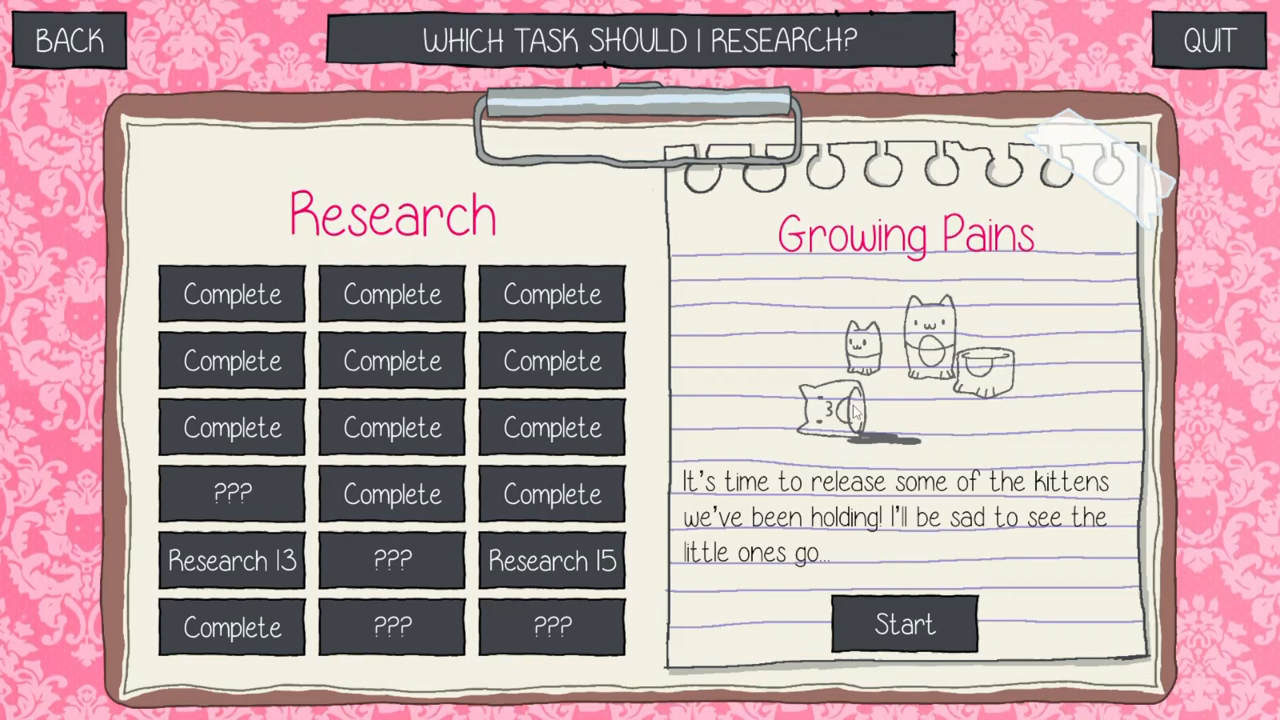 BACK
WHICH TASK SHOULD I RESEARCH?
QUIT
Research
Complete Complete Complete
Complete Complete Complete
Complete Complete Complete
??? Complete Complete
Research 13 ??? Research 15
Complete ??? ???
Growing Pains
It's time to release some of the kittens
we've been holding! I'll be sad to see the
little ones go...
Start